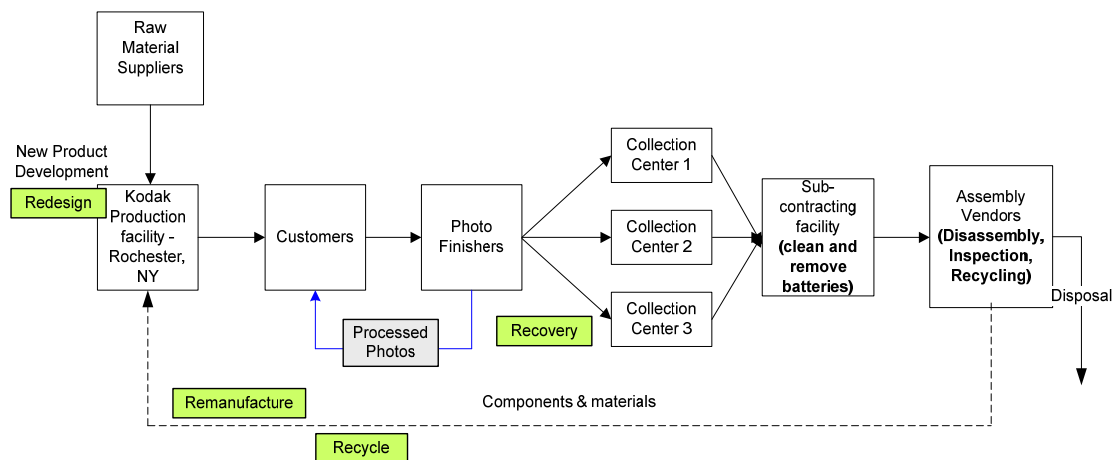 Raw
Material
Suppliers
New Product
Development
Redesign
Kodak
Production
facility -
Rochester,
NY
Customers
Photo
Finishers
Processed
Photos
Recovery
Collection
Center 1
Collection
Center 2
Collection
Center 3
Sub-
contracting
facility
(clean and
remove
batteries)
Assembly
Vendors
(Disassembly,
Inspection,
Recycling)
Disposal
Remanufacture
Components & materials
Recycle